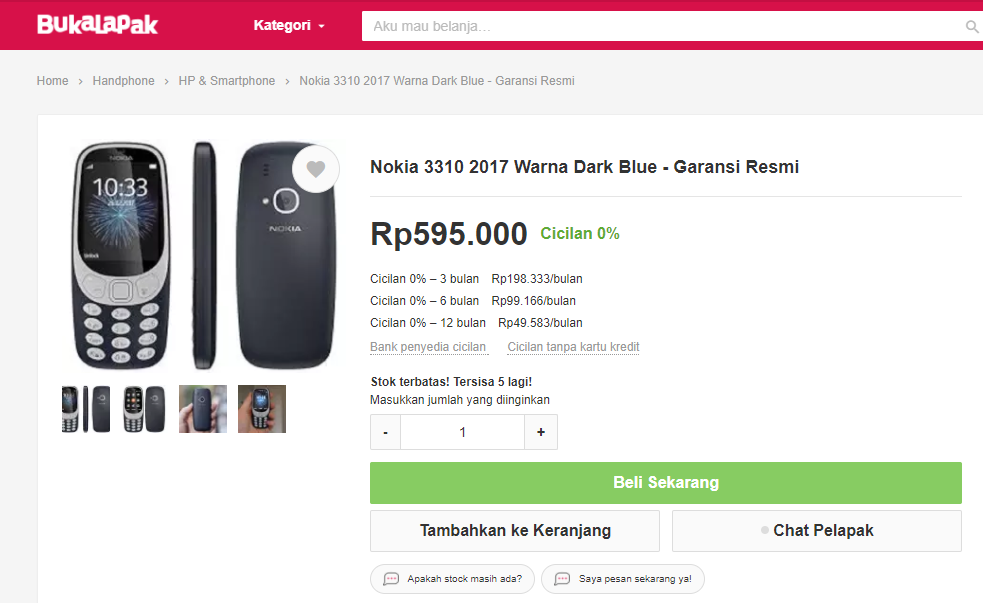 BukaLapak
Kategori
Aku mau belanja...
Home › Handphone › HP & Smartphone › Nokia 3310 2017 Warna Dark Blue - Garansi Resmi
NOKIA
10:33
Unlock
NOKIA
Nokia 3310 2017 Warna Dark Blue - Garansi Resmi
Rp595.000 Cicilan 0%
Cicilan 0% – 3 bulan Rp198.333/bulan
Cicilan 0% – 6 bulan Rp99.166/bulan
Cicilan 0% – 12 bulan Rp49.583/bulan
Bank penyedia cicilan Cicilan tanpa kartu kredit
Stok terbatas! Tersisa 5 lagi!
Masukkan jumlah yang diinginkan
- 1 +
Beli Sekarang
Tambahkan ke Keranjang
Chat Pelapak
Apakah stock masih ada?
Saya pesan sekarang ya!